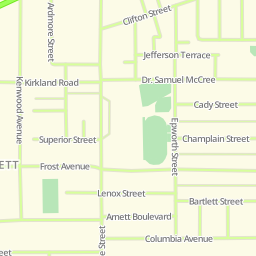 Clifton Street
Ardmore Street
Jefferson Terrace
Kirkland Road
Dr. Samuel McCree
Kenwood Avenue
Cady Street
Epworth Street
Superior Street
Champlain Street
ETT
Frost Avenue
Lenox Street
Bartlett Street
Arnett Boulevard
e Street
Columbia Avenue